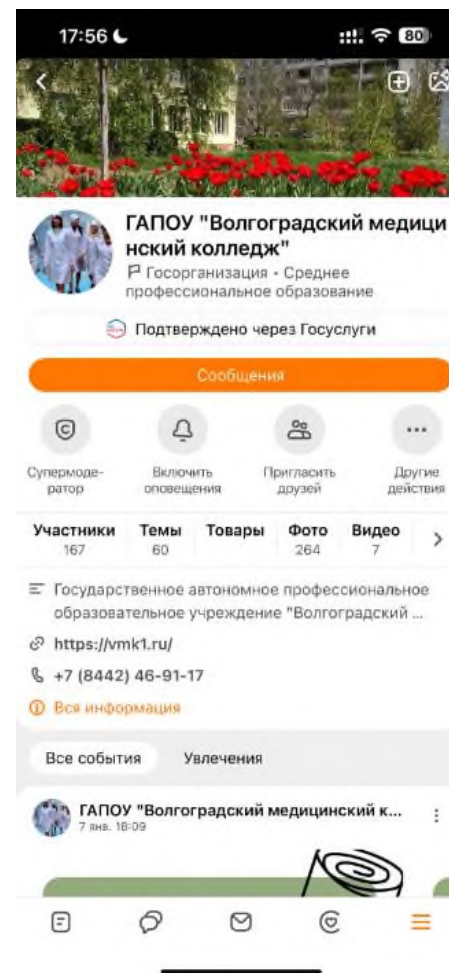 17:56
80
ГАПОУ "Волгоградский медици
нский колледж"
Госорганизация • Среднее
профессиональное образование
Подтверждено через Госуслуги
Сообщения
Супермоде-
ратор
Включить
оповещения
Пригласить
друзей
Другие
действия
Участники Темы Товары Фото Видео
167 60 264 7
Государственное автономное профессиональное
образовательное учреждение "Волгоградский ...
https://vmk1.ru/
+7 (8442) 46-91-17
Вся информация
Все события Увлечения
ГАПОУ "Волгоградский медицинский к...
7 янв. 18:09